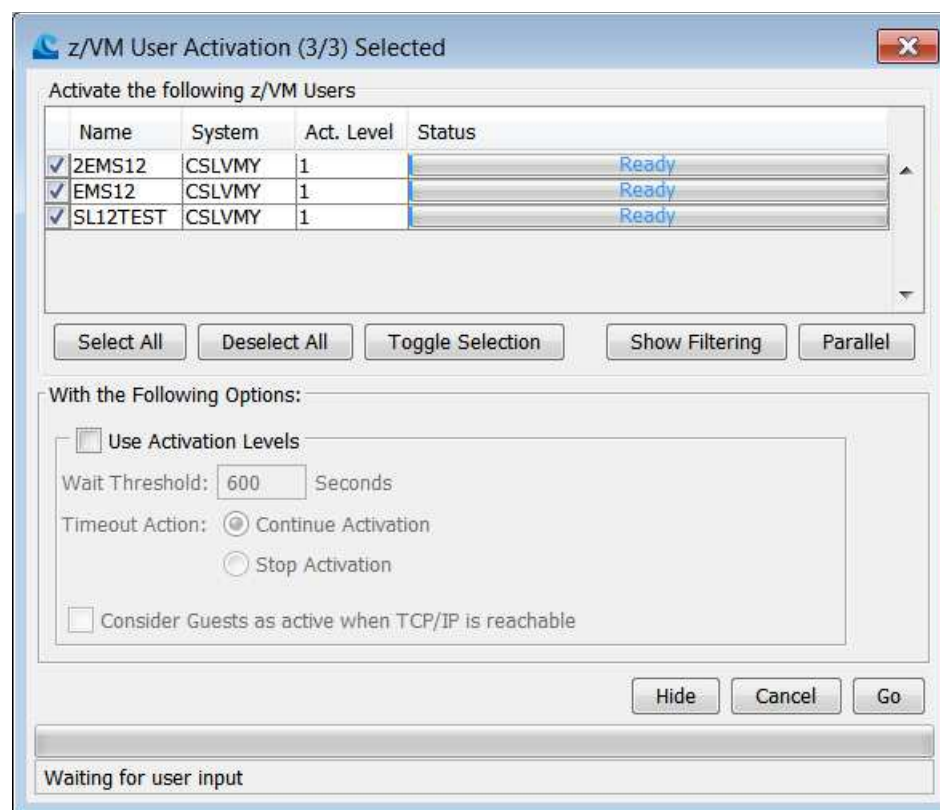 z/VM User Activation (3/3) Selected
Activate the following z/VM Users
Name System Act. Level Status
2EMS12 CSLVMY 1 Ready
EMS12 CSLVMY 1 Ready
SL12TEST CSLVMY 1 Ready
Select All Deselect All Toggle Selection Show Filtering Parallel
With the Following Options:
Use Activation Levels
Wait Threshold: 600 Seconds
Timeout Action: Continue Activation
Stop Activation
Consider Guests as active when TCP/IP is reachable
Hide Cancel Go
Waiting for user input